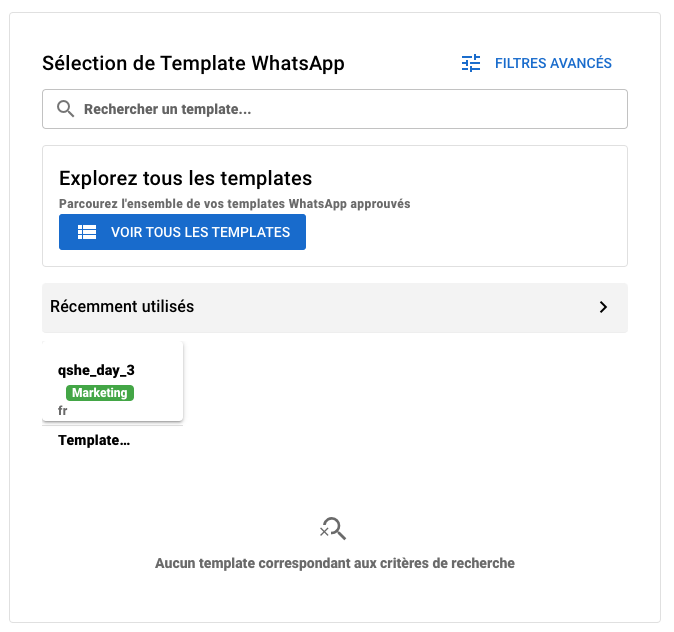 Sélection de Template WhatsApp
FILTRES AVANCÉS
Rechercher un template...
Explorez tous les templates
Parcourez l'ensemble de vos templates WhatsApp approuvés
VOIR TOUS LES TEMPLATES
Récemment utilisés
qshe_day_3
Marketing
fr
Template...
Aucun template correspondant aux critères de recherche